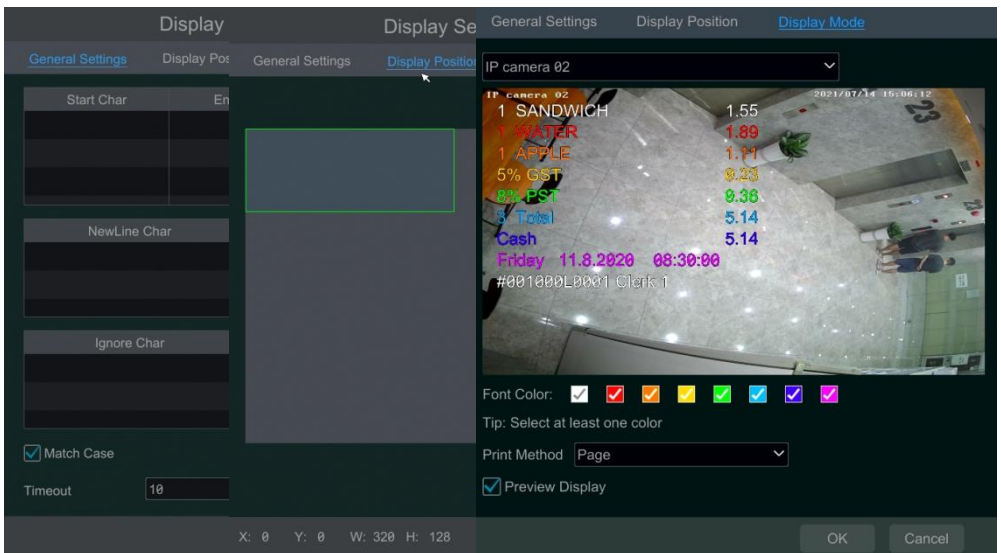 Display
General Settings
Display Pos
Start Char
En
NewLine Char
Ignore Char
Match Case
Timeout
10
Display Se
General Settings
Display Position
X: 0 Y: 0 W: 320 H: 128
General Settings Display Position Display Mode
IP camera 02
IP camera 02 2021/07/14 15:06:12
23
1 SANDWICH 1.55
1 WATER 1.89
1 APPLE 1.11
5% GST 0.23
8% PST 0.36
3 Total 5.14
Cash 5.14
Friday 11.8.2020 08:30:00
#001000L0001 Clerk 1
Font Color:
Tip: Select at least one color
Print Method Page
Preview Display
OK Cancel